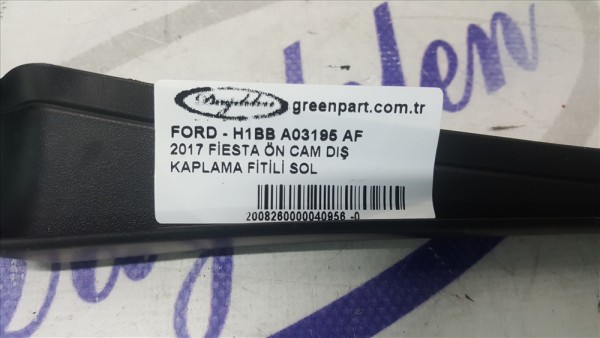 greenpart.com.tr
FORD - H1BB A03195 AF
2017 FİESTA ÖN CAM DIŞ
KAPLAMA FİTİLİ SOL
2008260000040956 -0